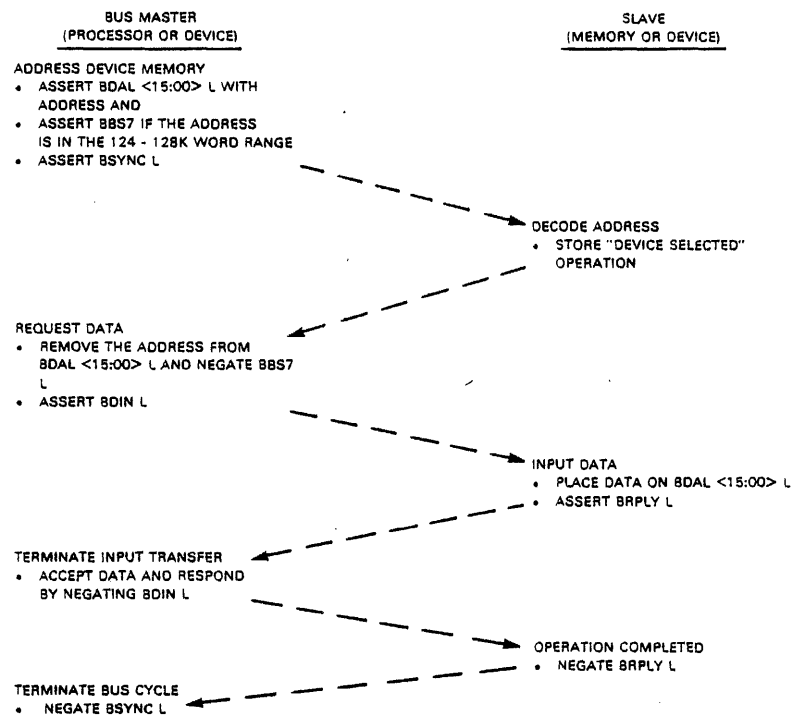 BUS MASTER
(PROCESSOR OR DEVICE)
SLAVE
(MEMORY OR DEVICE)
ADDRESS DEVICE MEMORY
• ASSERT BDAL <15:00> L WITH
ADDRESS AND
• ASSERT BBS7 IF THE ADDRESS
IS IN THE 124 - 128K WORD RANGE
• ASSERT BSYNC L
DECODE ADDRESS
• STORE "DEVICE SELECTED"
OPERATION
REQUEST DATA
• REMOVE THE ADDRESS FROM
BDAL <15:00> L AND NEGATE BBS7
L
• ASSERT BDIN L
INPUT DATA
• PLACE DATA ON BDAL <15:00> L
• ASSERT BRPLY L
TERMINATE INPUT TRANSFER
• ACCEPT DATA AND RESPOND
BY NEGATING BDIN L
OPERATION COMPLETED
• NEGATE BRPLY L
TERMINATE BUS CYCLE
• NEGATE BSYNC L